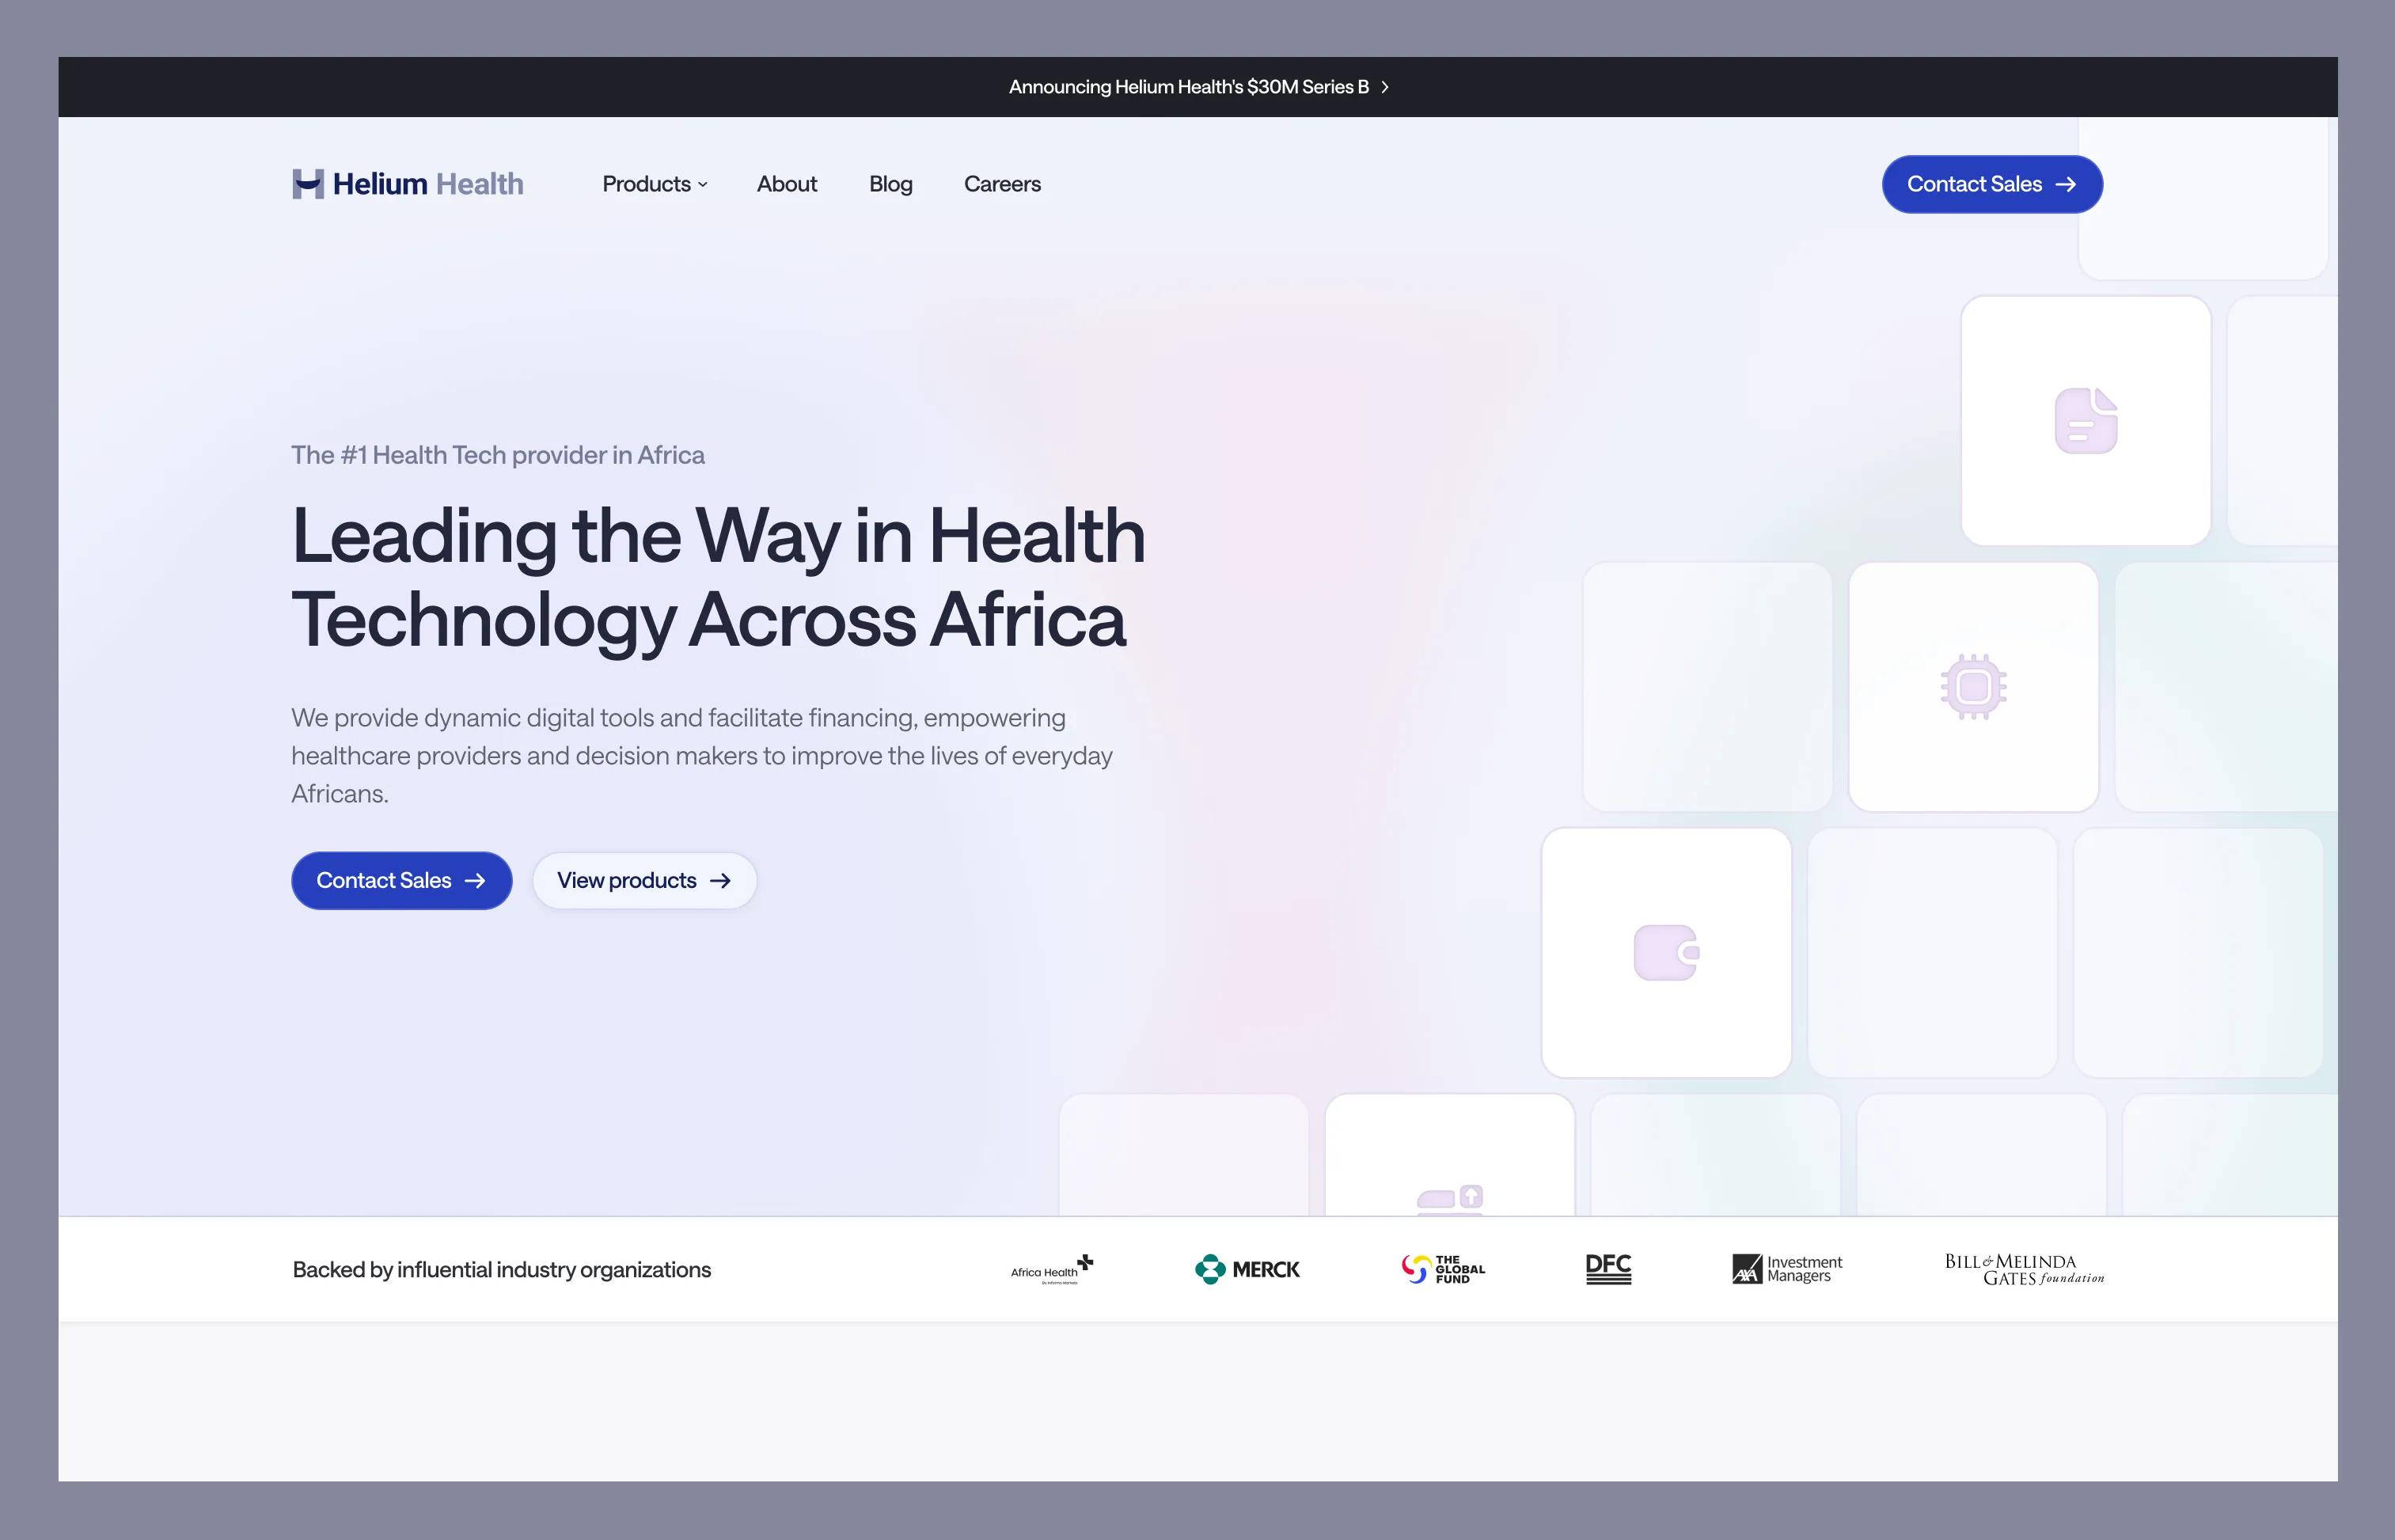 Announcing Helium Health's $30M Series B
Helium Health
Products
About
Blog
Careers
Contact Sales
The #1 Health Tech provider in Africa
Leading the Way in Health
Technology Across Africa
We provide dynamic digital tools and facilitate financing, empowering
healthcare providers and decision makers to improve the lives of everyday
Africans.
Contact Sales
View products
Backed by influential industry organizations
Africa Health
By Informa Markets
MERCK
THE
GLOBAL
FUND
DFC
AXA
Investment
Managers
BILL & MELINDA
GATES foundation